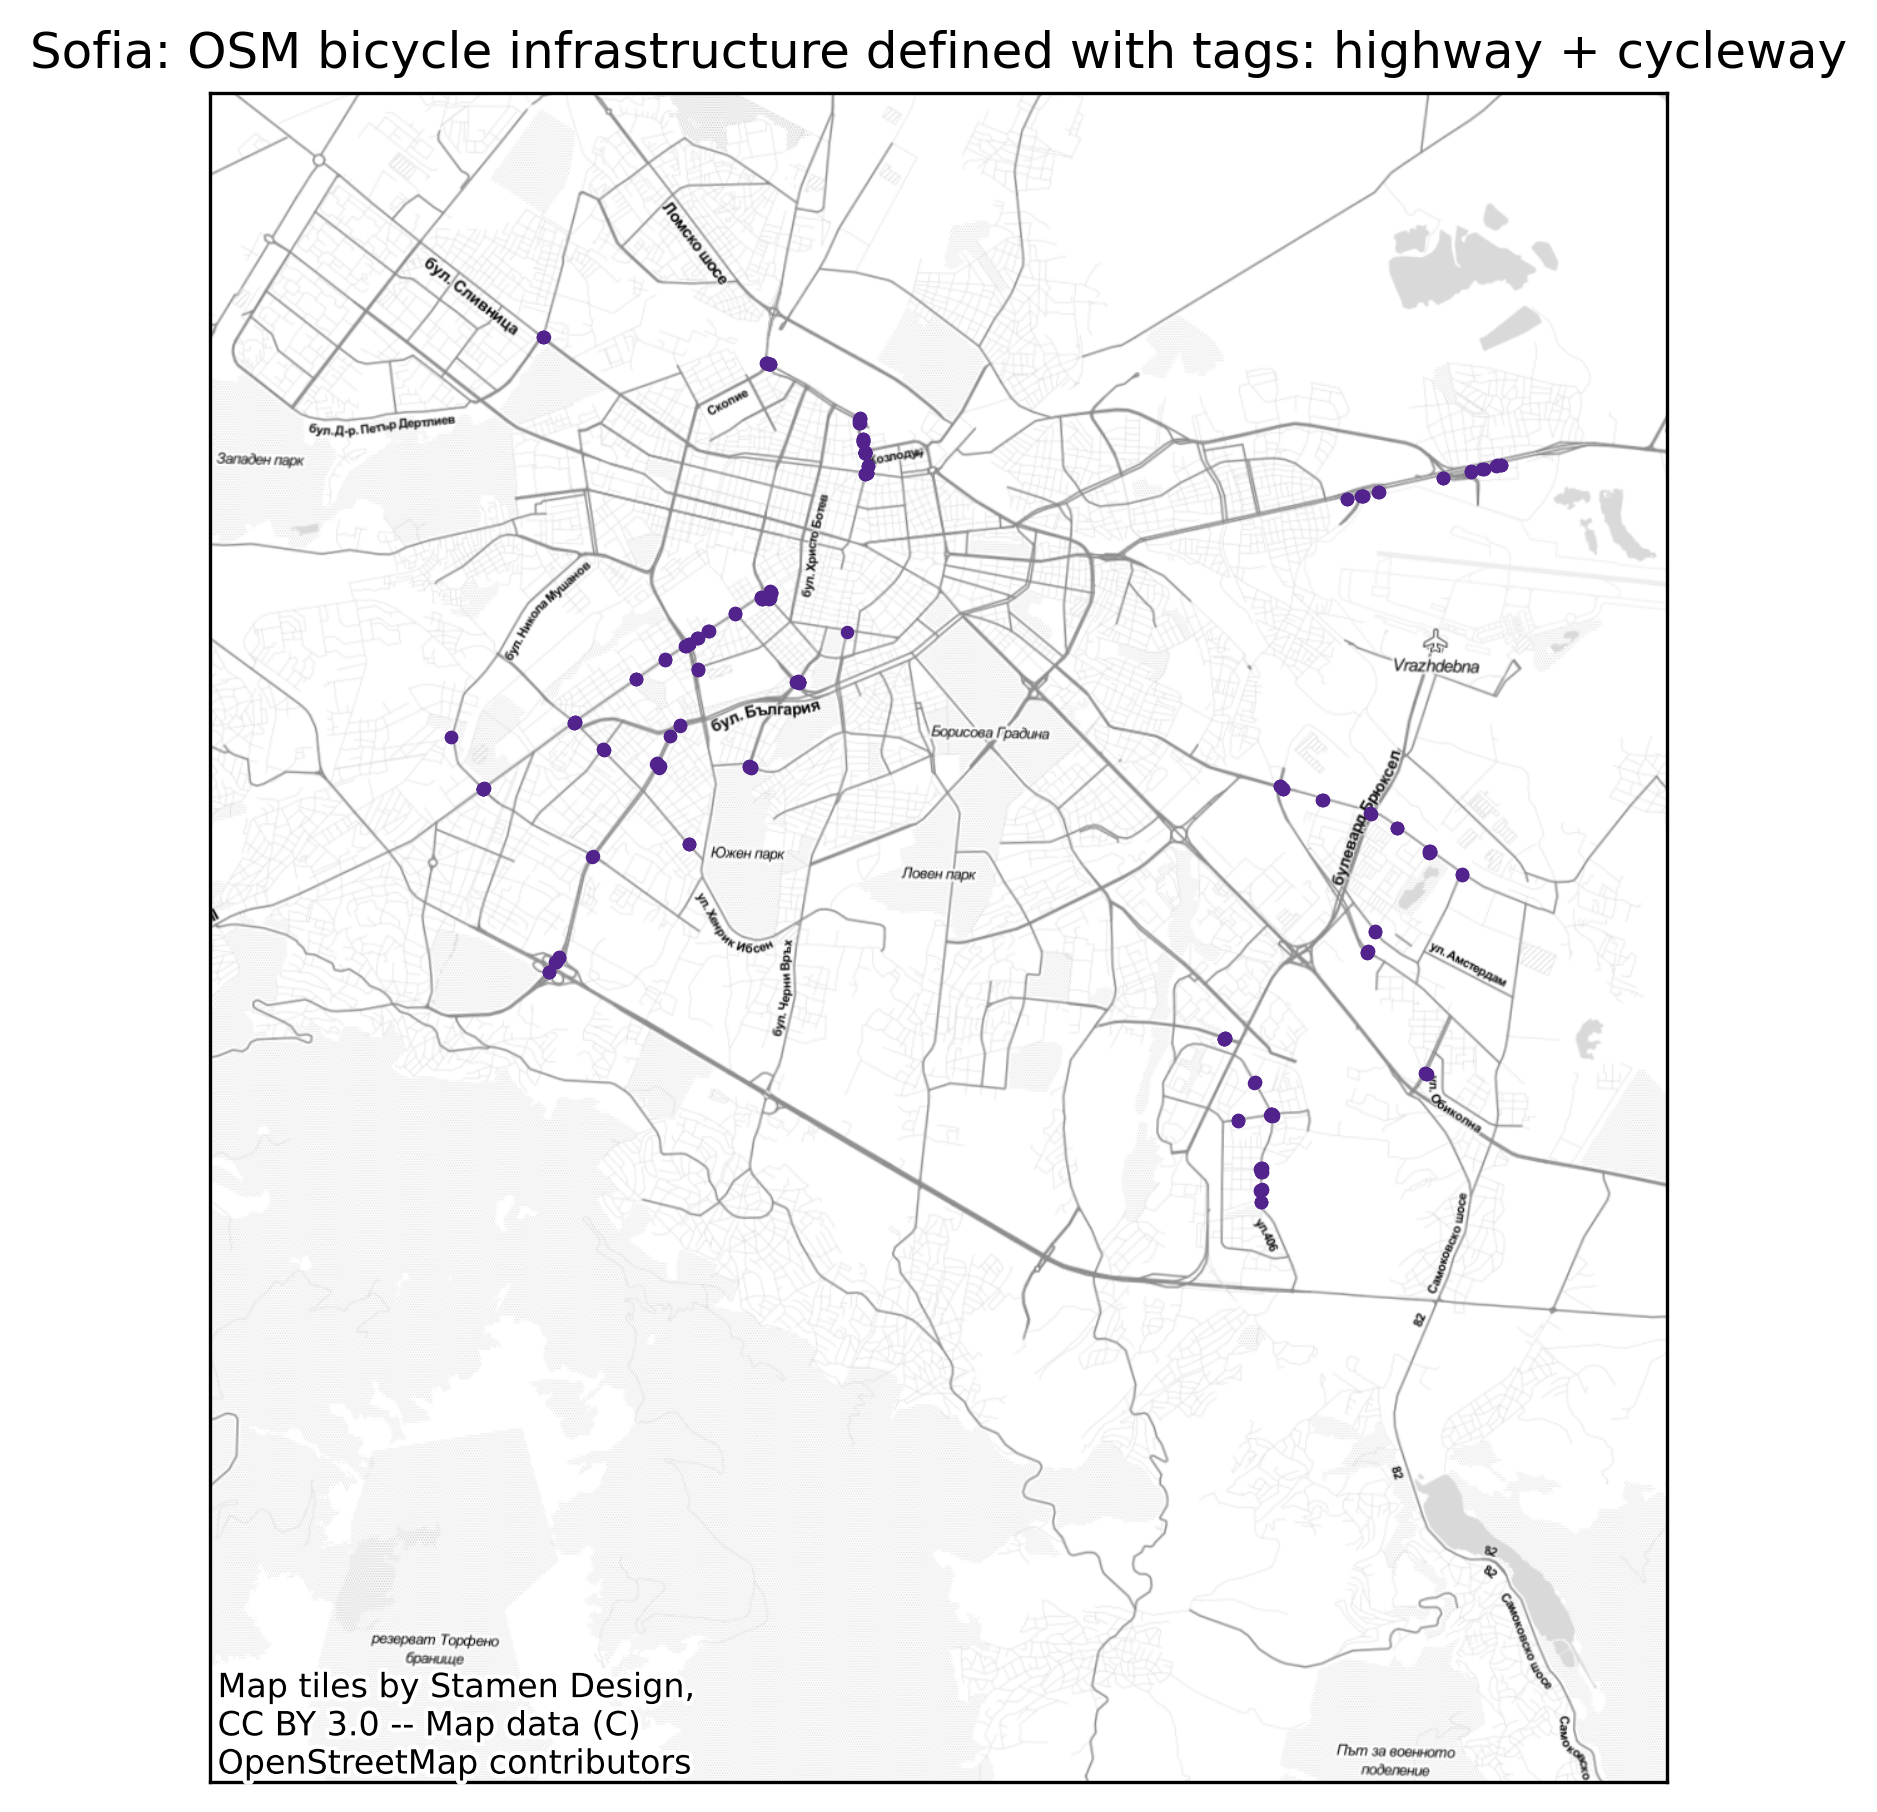 Sofia: OSM bicycle infrastructure defined with tags: highway + cycleway
Ломско шосе
бул. Сливница
Скопие
бул. Д-р. Петър Дертлиев
Западен парк
Козлодуй
бул. Христо Ботев
бул. Никола Мушанов
Vrazhdebna
бул. България
Борисова Градина
булевард Брюксел
Южен парк
Ловен парк
ул. Хенрик Ибсен
бул. Черни Връх
ул. Амстердам
ул. Обиколна
ул.406
Самоковско шосе
82
82
82
82
Самоковско шосе
резерват Торфено
бранище
Самоковско
Път за военното
поделение
Map tiles by Stamen Design,
CC BY 3.0 -- Map data (C)
OpenStreetMap contributors